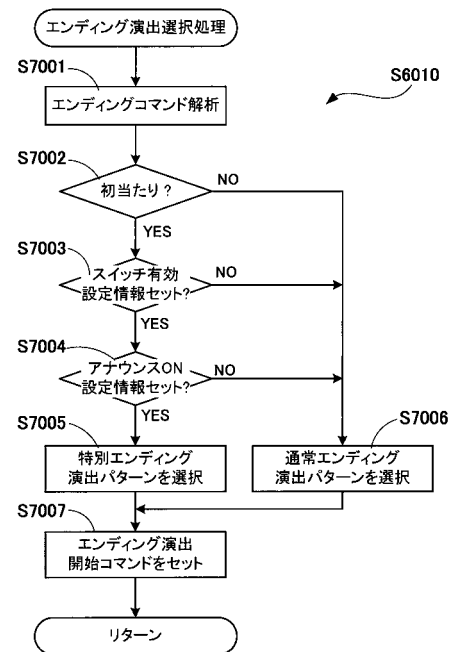 エンディング演出選択処理
S7001
S6010
エンディングコマンド解析
S7002
初当たり?
NO
YES
S7003
スイッチ有効
設定情報セット?
NO
YES
S7004
アナウンスON
設定情報セット?
NO
YES
S7005
S7006
特別エンディング
演出パターンを選択
通常エンディング
演出パターンを選択
S7007
エンディング演出
開始コマンドをセット
リターン